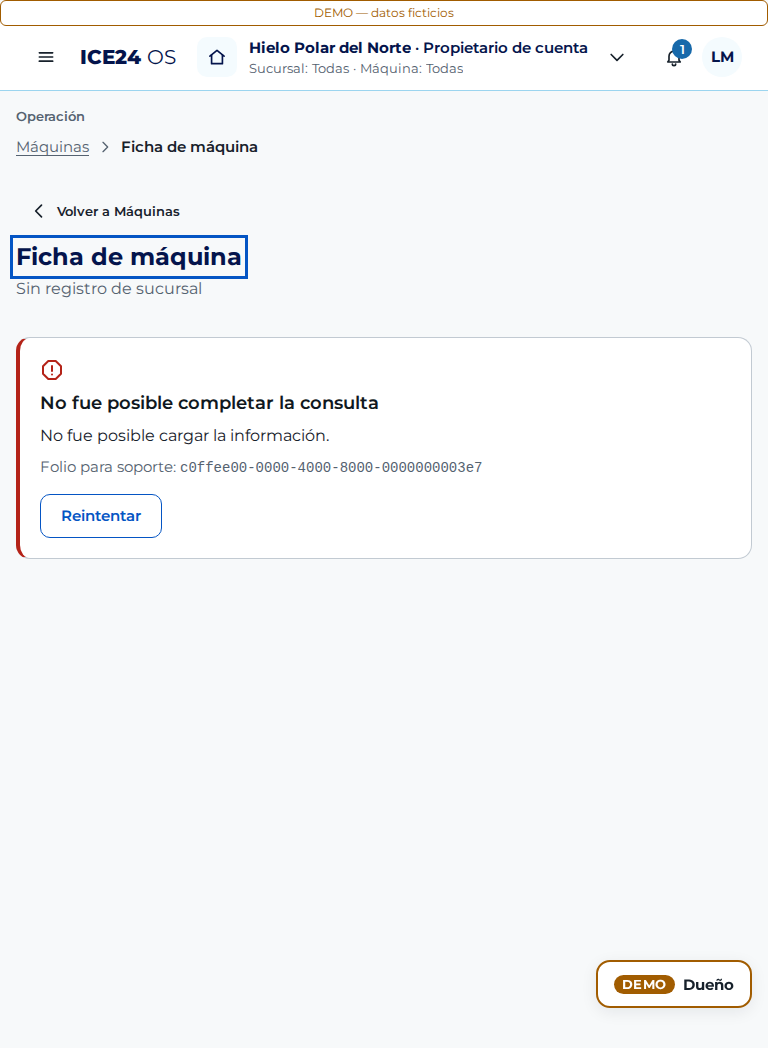 DEMO — datos ficticios
ICE24 OS
Hielo Polar del Norte · Propietario de cuenta
Sucursal: Todas · Máquina: Todas
1
LM
Operación
Máquinas > Ficha de máquina
Volver a Máquinas
Ficha de máquina
Sin registro de sucursal
No fue posible completar la consulta
No fue posible cargar la información.
Folio para soporte: c0ffee00-0000-4000-8000-0000000003e7
Reintentar
DEMO Dueño